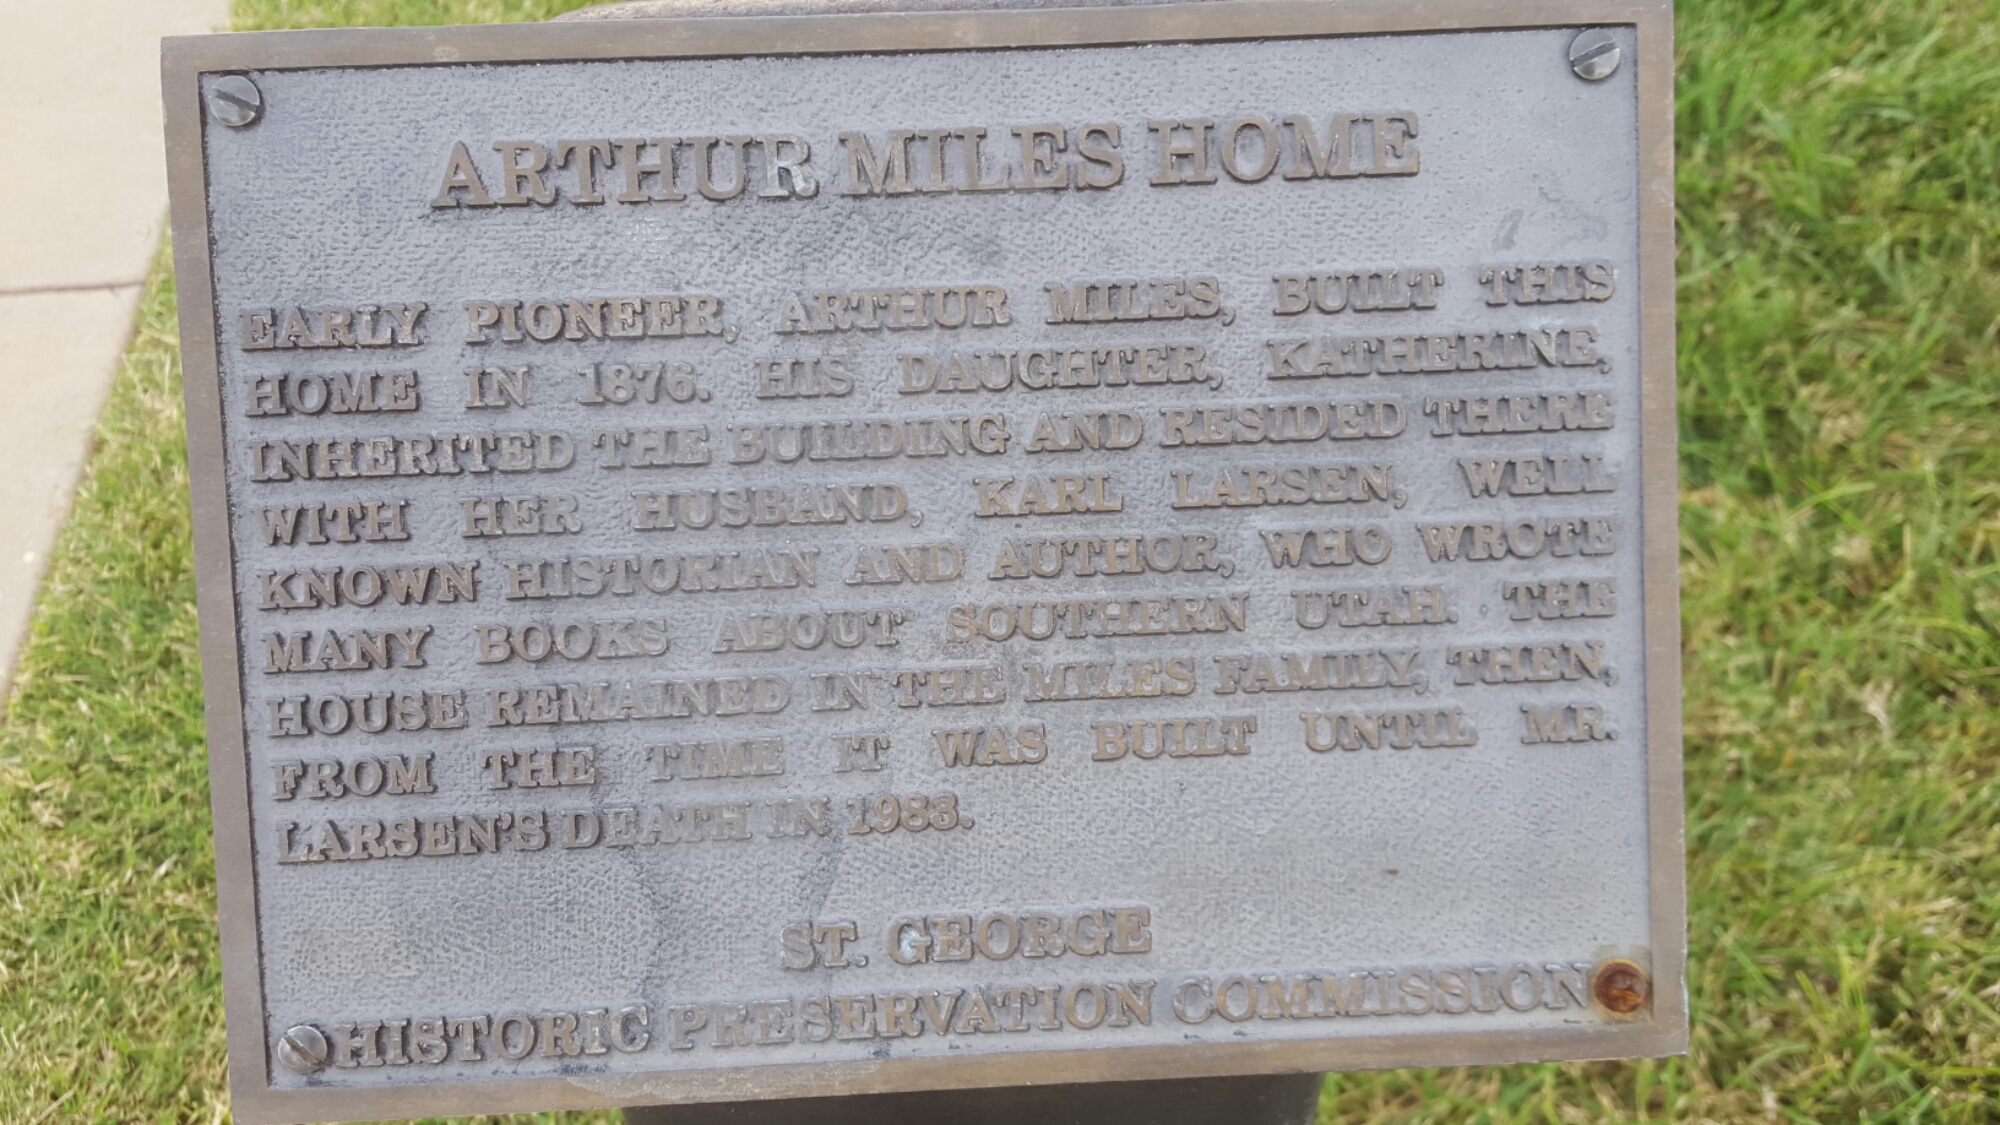 ARTHUR MILES HOME
EARLY PIONEER, ARTHUR MILES, BUILT THIS
HOME IN 1876. HIS DAUGHTER, KATHERINE,
INHERITED THE BUILDING AND RESIDED THERE
WITH HER HUSBAND, KARL LARSEN, WELL
KNOWN HISTORIAN AND AUTHOR, WHO WROTE
MANY BOOKS ABOUT SOUTHERN UTAH. THE
HOUSE REMAINED IN THE MILES FAMILY, THEN,
FROM THE TIME IT WAS BUILT UNTIL MR.
LARSEN'S DEATH IN 1983.
ST. GEORGE
HISTORIC PRESERVATION COMMISSION